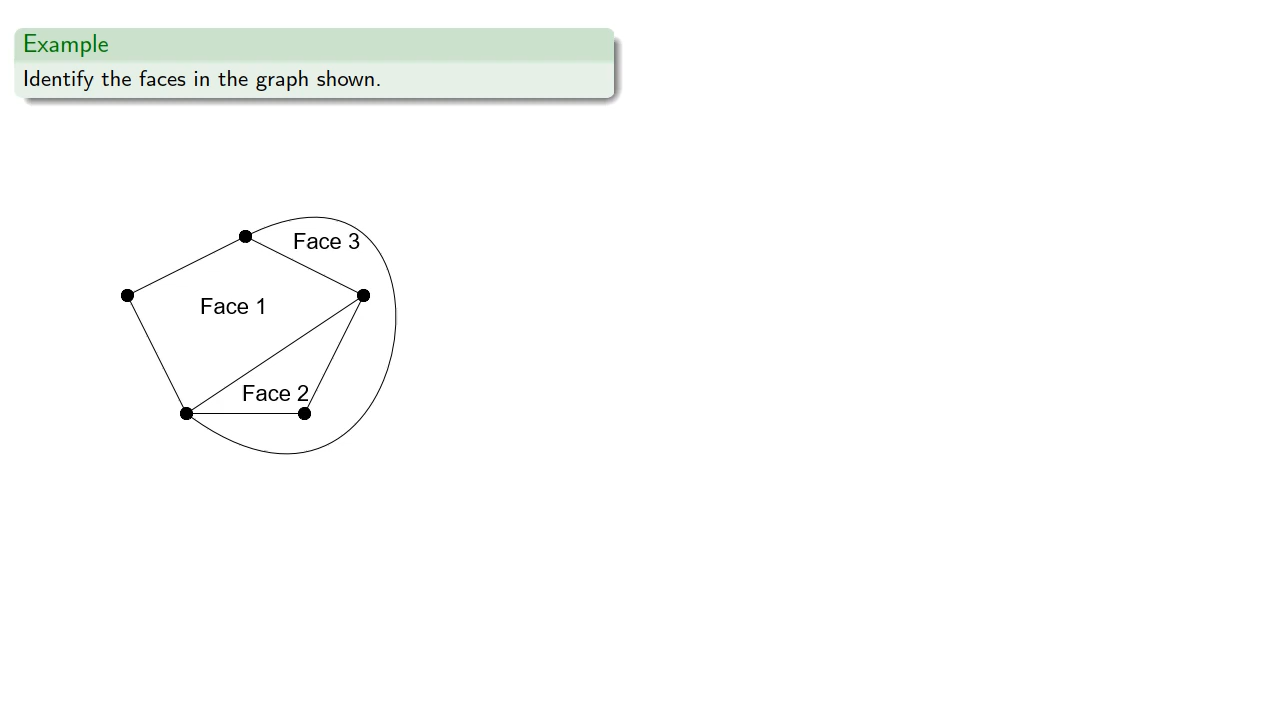 Example
Identify the faces in the graph shown.
Face 3
Face 1
Face 2